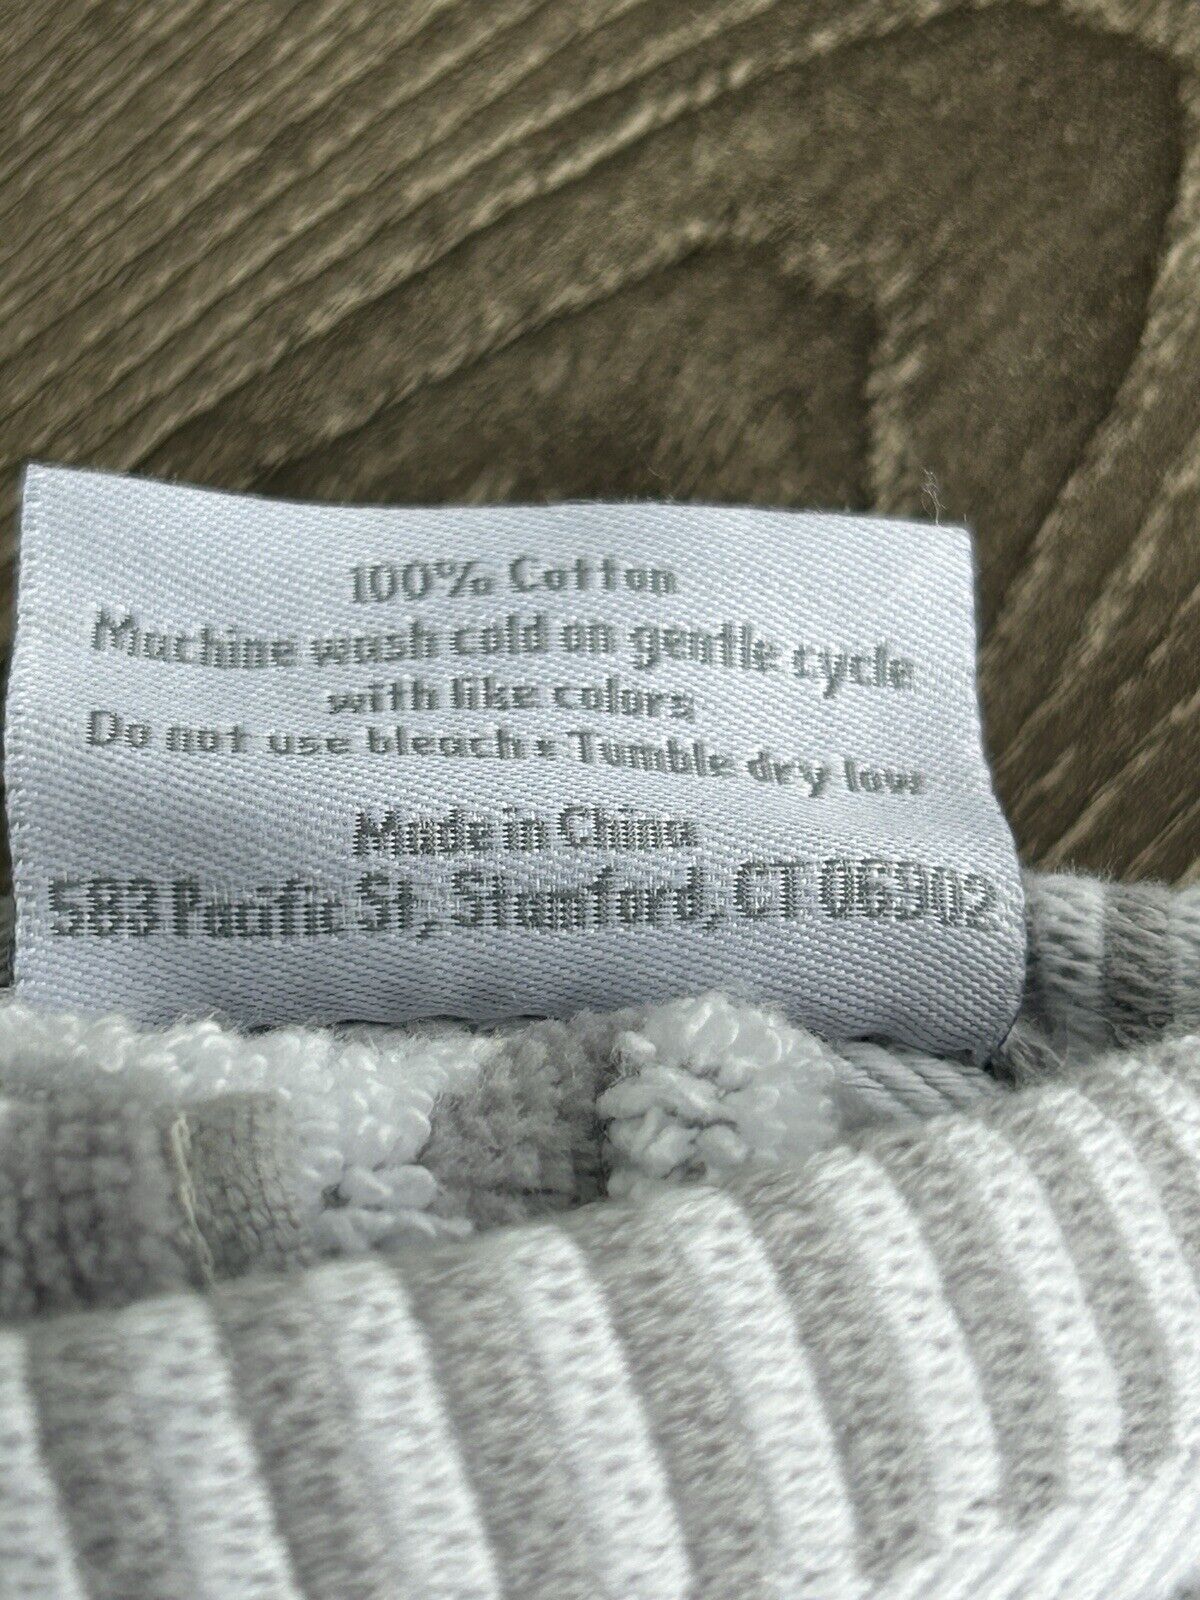 100% Cotton
Machine wash cold on gentle cycle
with like colors
Do not use bleach • Tumble dry low
Made in China
583 Pacific St, Stamford, CT 06902